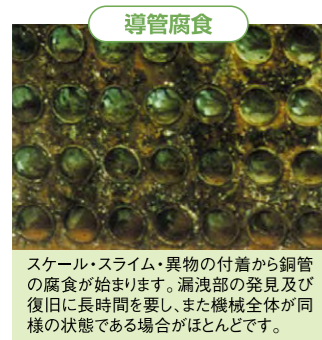 導管腐食
スケール・スライム・異物の付着から銅管
の腐食が始まります。漏洩部の発見及び
復旧に長時間を要し、また機械全体が同
様の状態である場合がほとんどです。